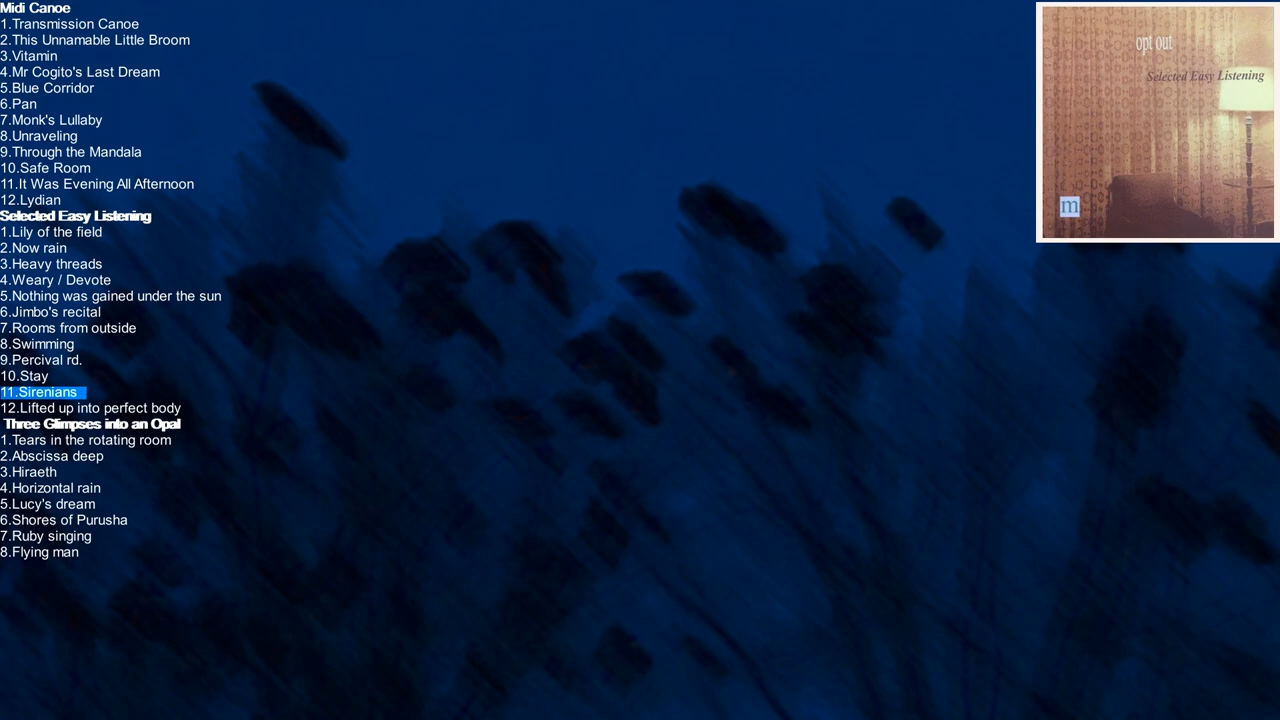 Midi Canoe
1.Transmission Canoe
2.This Unnamable Little Broom
3.Vitamin
4.Mr Cogito's Last Dream
5.Blue Corridor
6.Pan
7.Monk's Lullaby
8.Unraveling
9.Through the Mandala
10.Safe Room
11.It Was Evening All Afternoon
12.Lydian
Selected Easy Listening
1.Lily of the field
2.Now rain
3.Heavy threads
4.Weary / Devote
5.Nothing was gained under the sun
6.Jimbo's recital
7.Rooms from outside
8.Swimming
9.Percival rd.
10.Stay
11.Sirenians
12.Lifted up into perfect body
Three Glimpses into an Opal
1.Tears in the rotating room
2.Abscissa deep
3.Hiraeth
4.Horizontal rain
5.Lucy's dream
6.Shores of Purusha
7.Ruby singing
8.Flying man
opt out
Selected Easy Listening
m